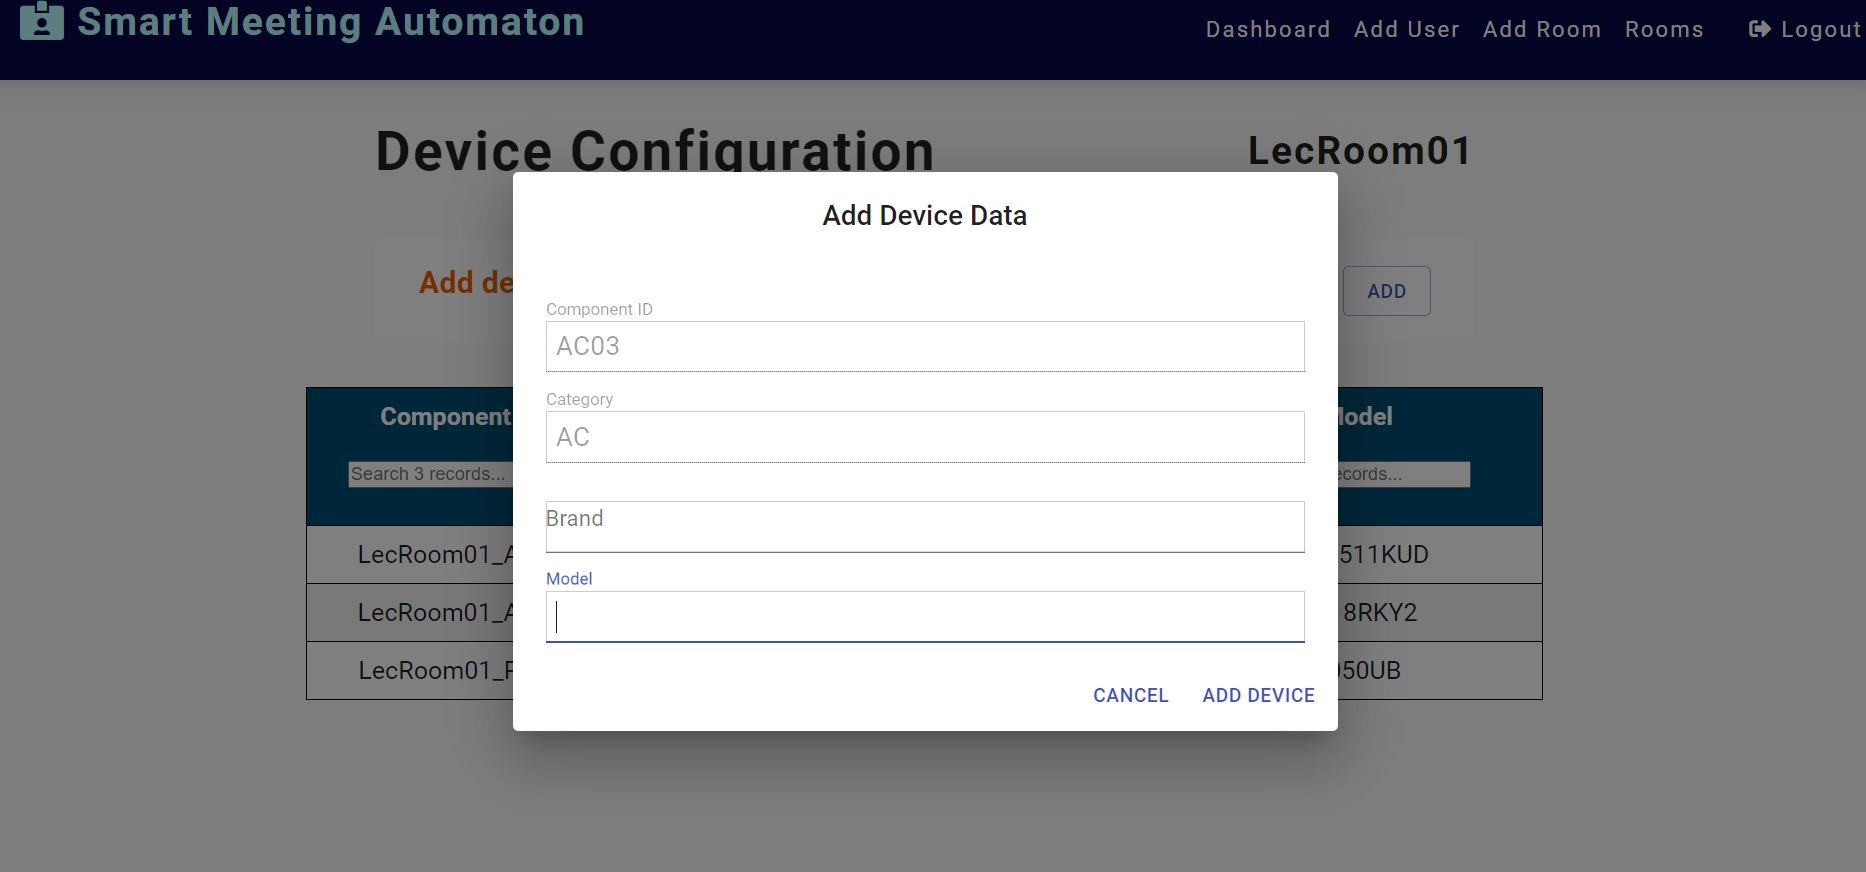 Smart Meeting Automaton
Dashboard Add User Add Room Rooms Logout
Device Configuration
LecRoom01
Add Device Data
Add de
ADD
Component ID
AC03
Category
AC
Component
Model
Search 3 records...
ecords...
Brand
LecRoom01_A
511KUD
Model
LecRoom01_A
8RKY2
LecRoom01_
50UB
CANCEL ADD DEVICE